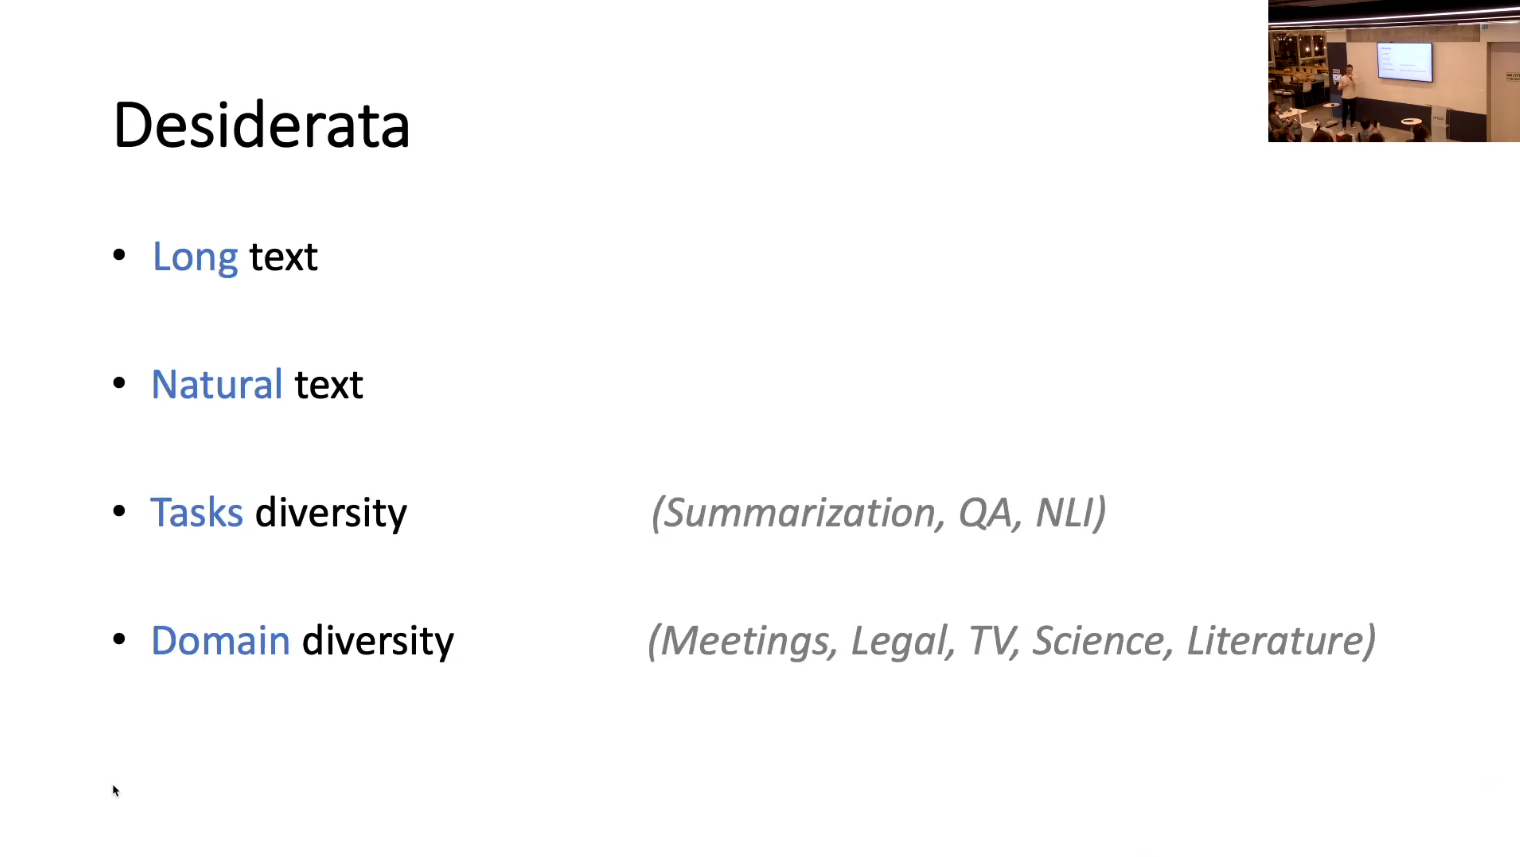 Desiderata
• Long text
• Natural text
• Tasks diversity (Summarization, QA, NLI)
• Domain diversity (Meetings, Legal, TV, Science, Literature)